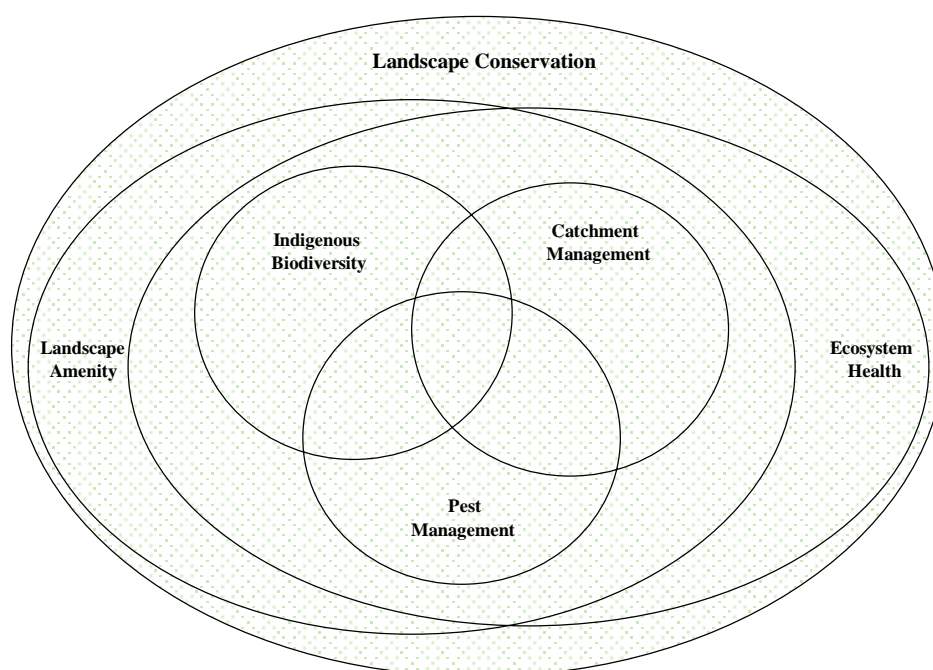 Landscape Conservation
Indigenous
Biodiversity
Catchment
Management
Landscape
Amenity
Ecosystem
Health
Pest
Management